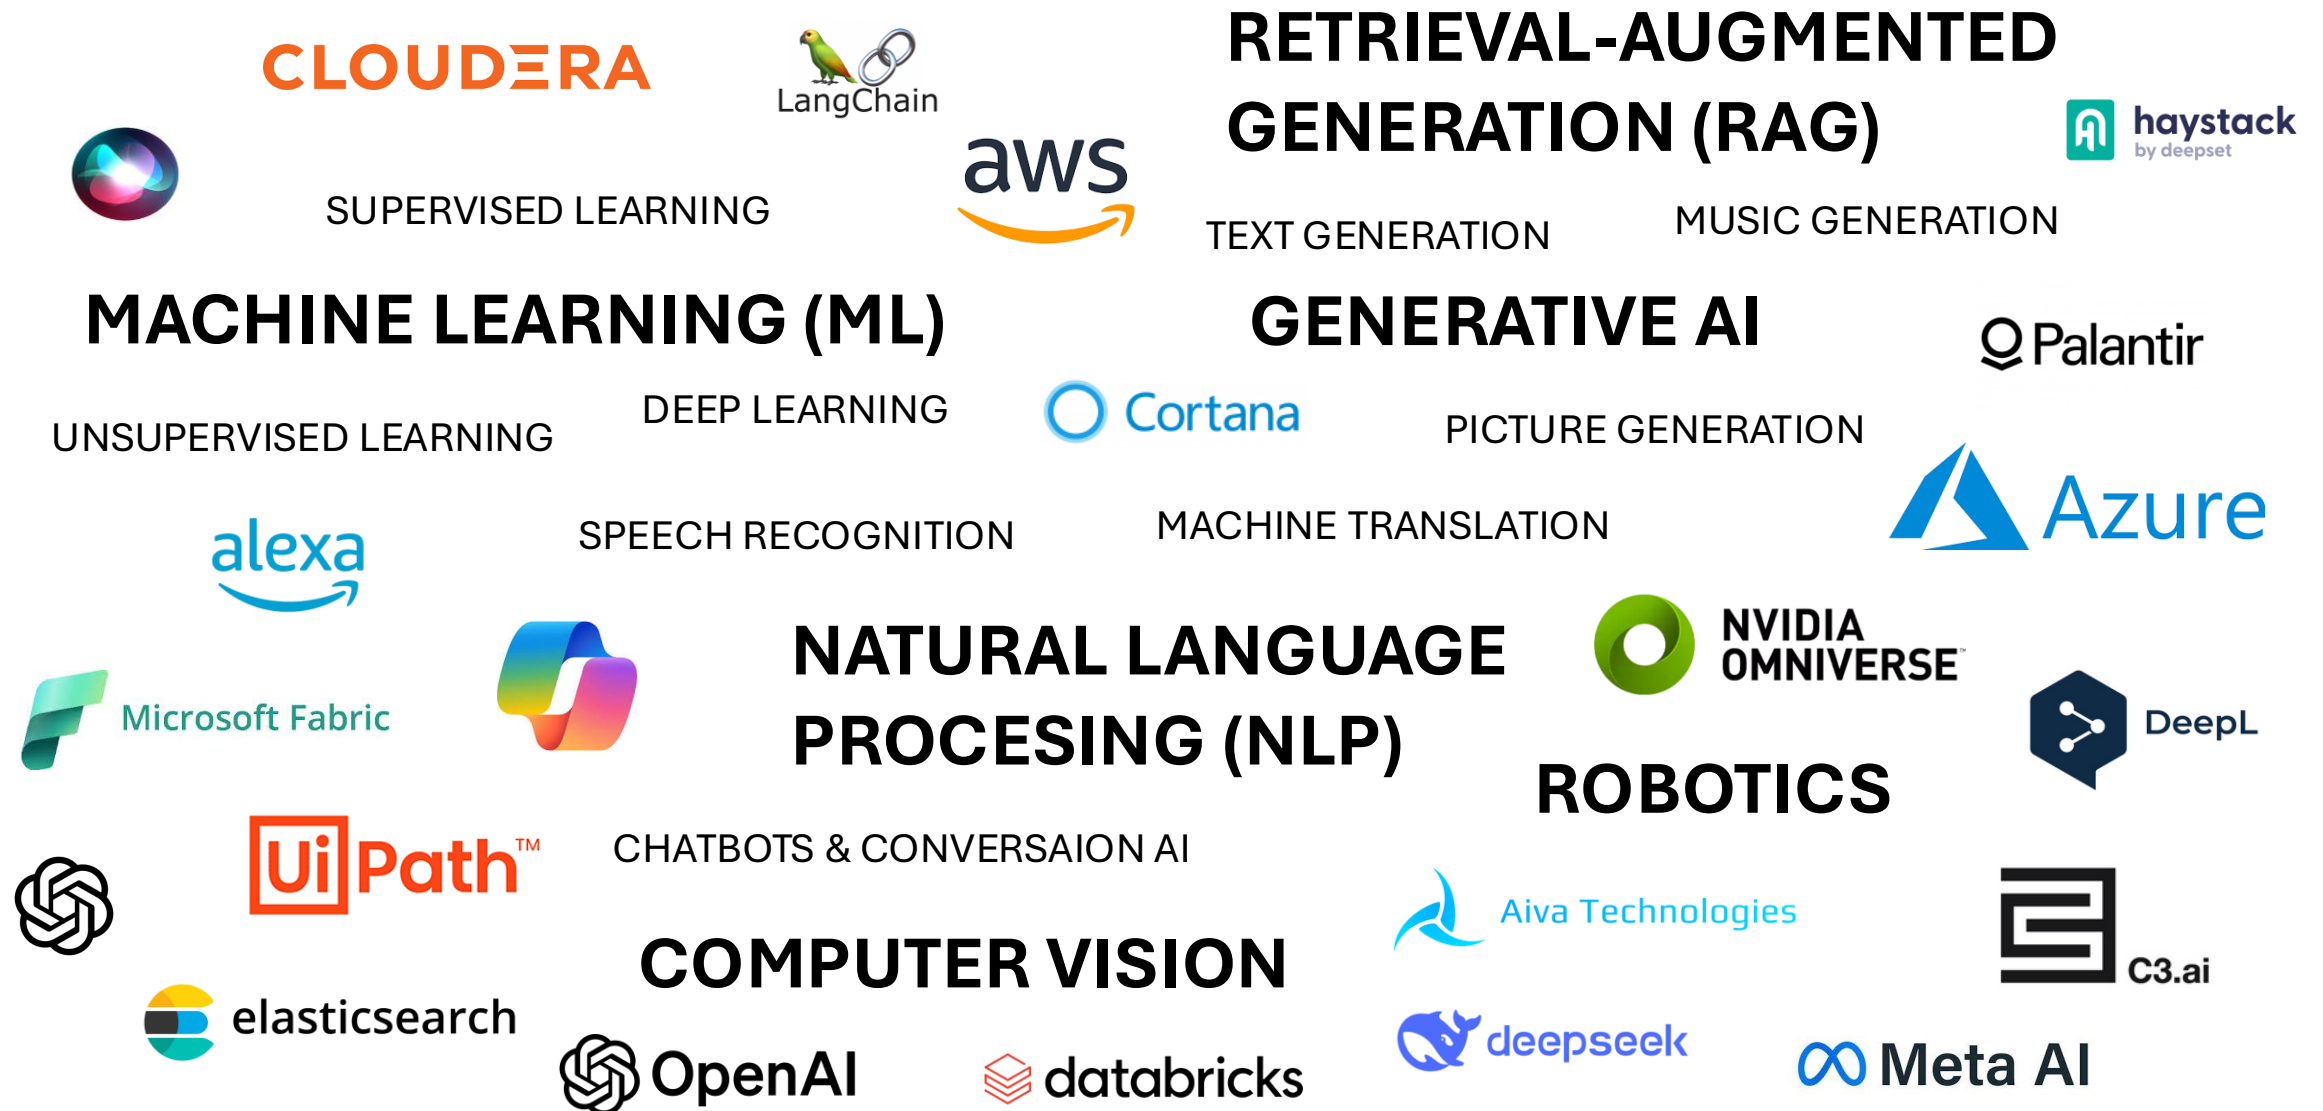 CLOUDERA
LangChain
RETRIEVAL-AUGMENTED
GENERATION (RAG)
haystack
by deepset
aws
SUPERVISED LEARNING
TEXT GENERATION
MUSIC GENERATION
MACHINE LEARNING (ML)
GENERATIVE AI
Palantir
UNSUPERVISED LEARNING
DEEP LEARNING
Cortana
PICTURE GENERATION
Azure
alexa
SPEECH RECOGNITION
MACHINE TRANSLATION
NATURAL LANGUAGE
PROCESING (NLP)
NVIDIA
OMNIVERSE™
Microsoft Fabric
DeepL
ROBOTICS
UiPath™
CHATBOTS & CONVERSAION AI
Aiva Technologies
C3.ai
COMPUTER VISION
elasticsearch
OpenAI
databricks
deepseek
Meta AI